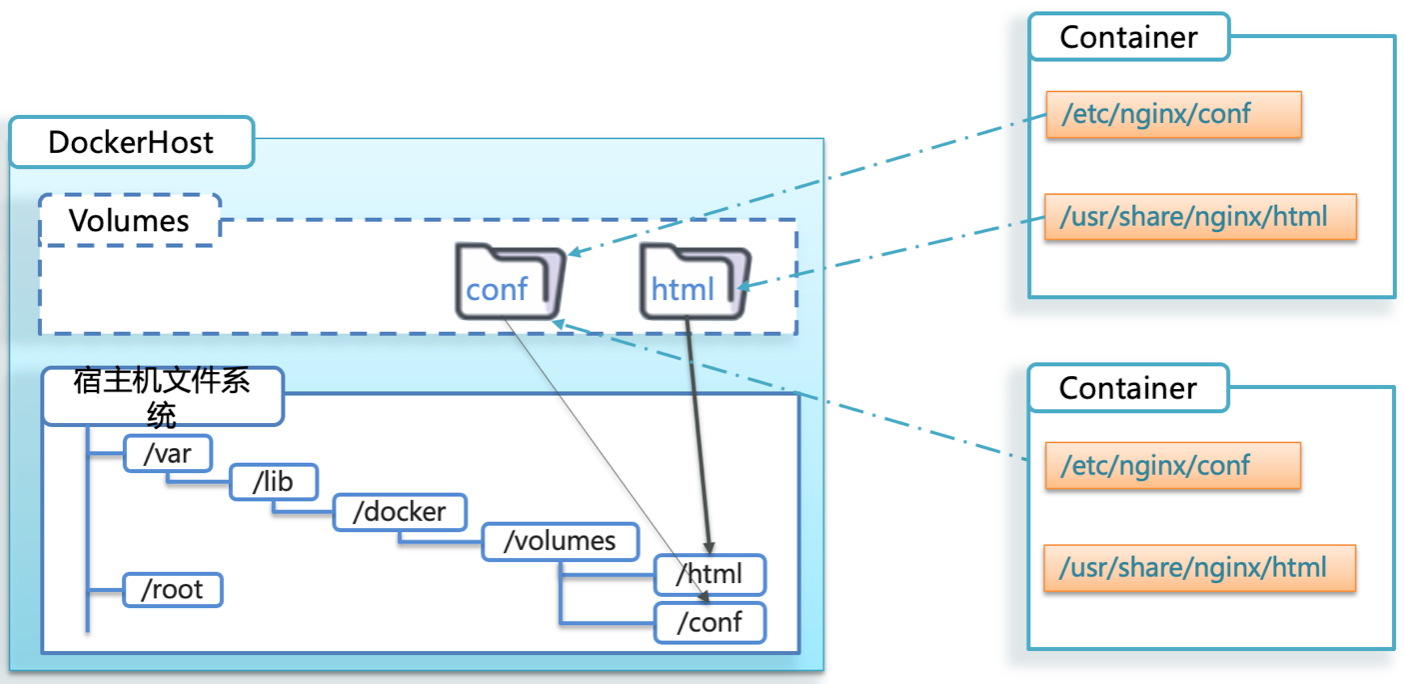 DockerHost
Volumes
conf
html
宿主机文件系
统
/var
/lib
/docker
/volumes
/html
/root
/conf
Container
/etc/nginx/conf
/usr/share/nginx/html
Container
/etc/nginx/conf
/usr/share/nginx/html